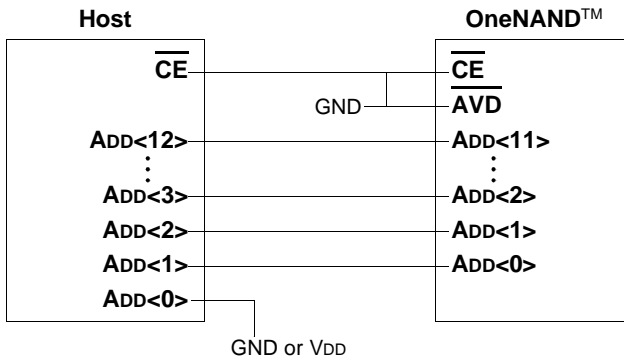 Host OneNAND™
CE CE
GND AVD
ADD<12> ADD<11>
ADD<3> ADD<2>
ADD<2> ADD<1>
ADD<1> ADD<0>
ADD<0>
GND or VDD